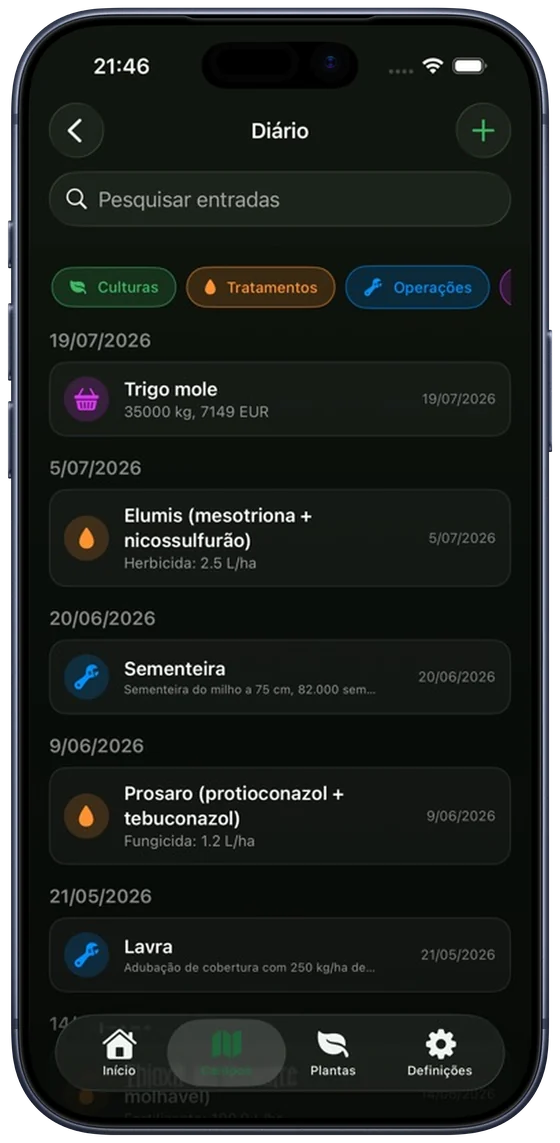 21:46
Diário
Pesquisar entradas
Culturas
Tratamentos
Operações
19/07/2026
Trigo mole
35000 kg, 7149 EUR
19/07/2026
5/07/2026
Elumis (mesotriona +
nicossulfurão)
Herbicida: 2.5 L/ha
5/07/2026
20/06/2026
Sementeira
Sementeira do milho a 75 cm, 82.000 sem...
20/06/2026
9/06/2026
Prosaro (protioconazol +
tebuconazol)
Fungicida: 1.2 L/ha
9/06/2026
21/05/2026
Lavra
Adubação de cobertura com 250 kg/ha de...
21/05/2026
Início
Campos
Plantas
Definições
molhável)